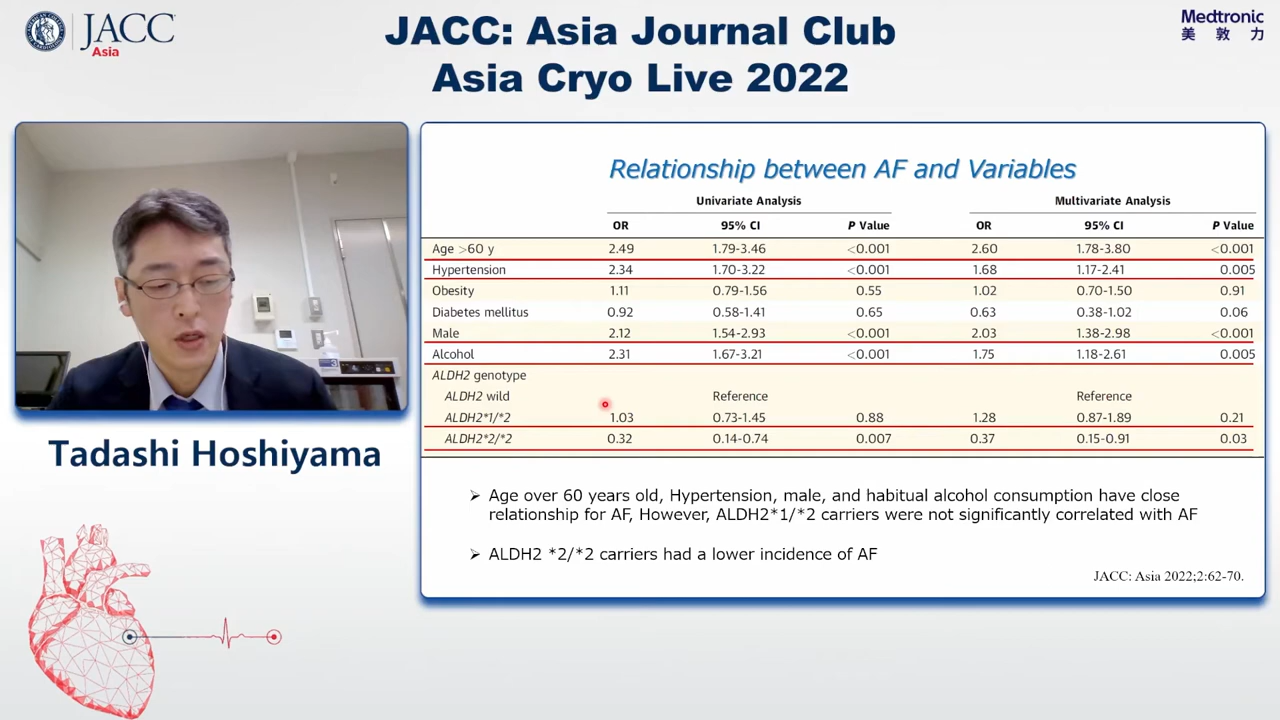 JACC
Asia
JACC: Asia Journal Club
Asia Cryo Live 2022
Medtronic
美敦力
Tadashi Hoshiyama
Relationship between AF and Variables
Univariate Analysis Multivariate Analysis
OR 95% CI P Value OR 95% CI P Value
Age >60 y 2.49 1.79-3.46 <0.001 2.60 1.78-3.80 <0.001
Hypertension 2.34 1.70-3.22 <0.001 1.68 1.17-2.41 0.005
Obesity 1.11 0.79-1.56 0.55 1.02 0.70-1.50 0.91
Diabetes mellitus 0.92 0.58-1.41 0.65 0.63 0.38-1.02 0.06
Male 2.12 1.54-2.93 <0.001 2.03 1.38-2.98 <0.001
Alcohol 2.31 1.67-3.21 <0.001 1.75 1.18-2.61 0.005
ALDH2 genotype
ALDH2 wild Reference Reference
ALDH2*1/*2 1.03 0.73-1.45 0.88 1.28 0.87-1.89 0.21
ALDH2*2/*2 0.32 0.14-0.74 0.007 0.37 0.15-0.91 0.03
➢ Age over 60 years old, Hypertension, male, and habitual alcohol consumption have close
relationship for AF, However, ALDH2*1/*2 carriers were not significantly correlated with AF
➢ ALDH2 *2/*2 carriers had a lower incidence of AF
JACC: Asia 2022;2:62-70.